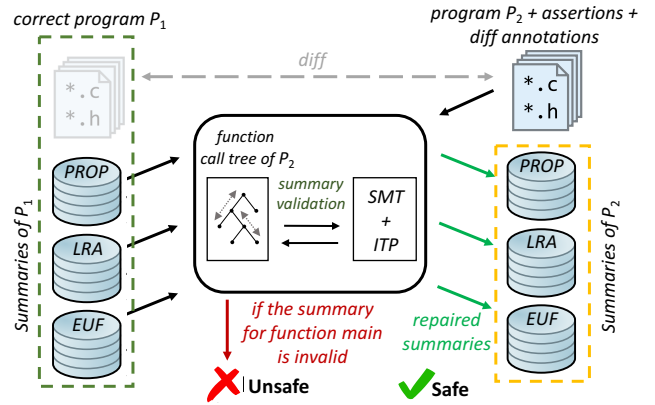 correct program P1
program P2 + assertions +
diff annotations
diff
*.c
*.h
*.c
*.h
function
call tree of P2
summary
validation
SMT
+
ITP
PROP
LRA
EUF
Summaries of P1
PROP
LRA
EUF
Summaries of P2
if the summary
for function main
is invalid
repaired
summaries
Unsafe
Safe